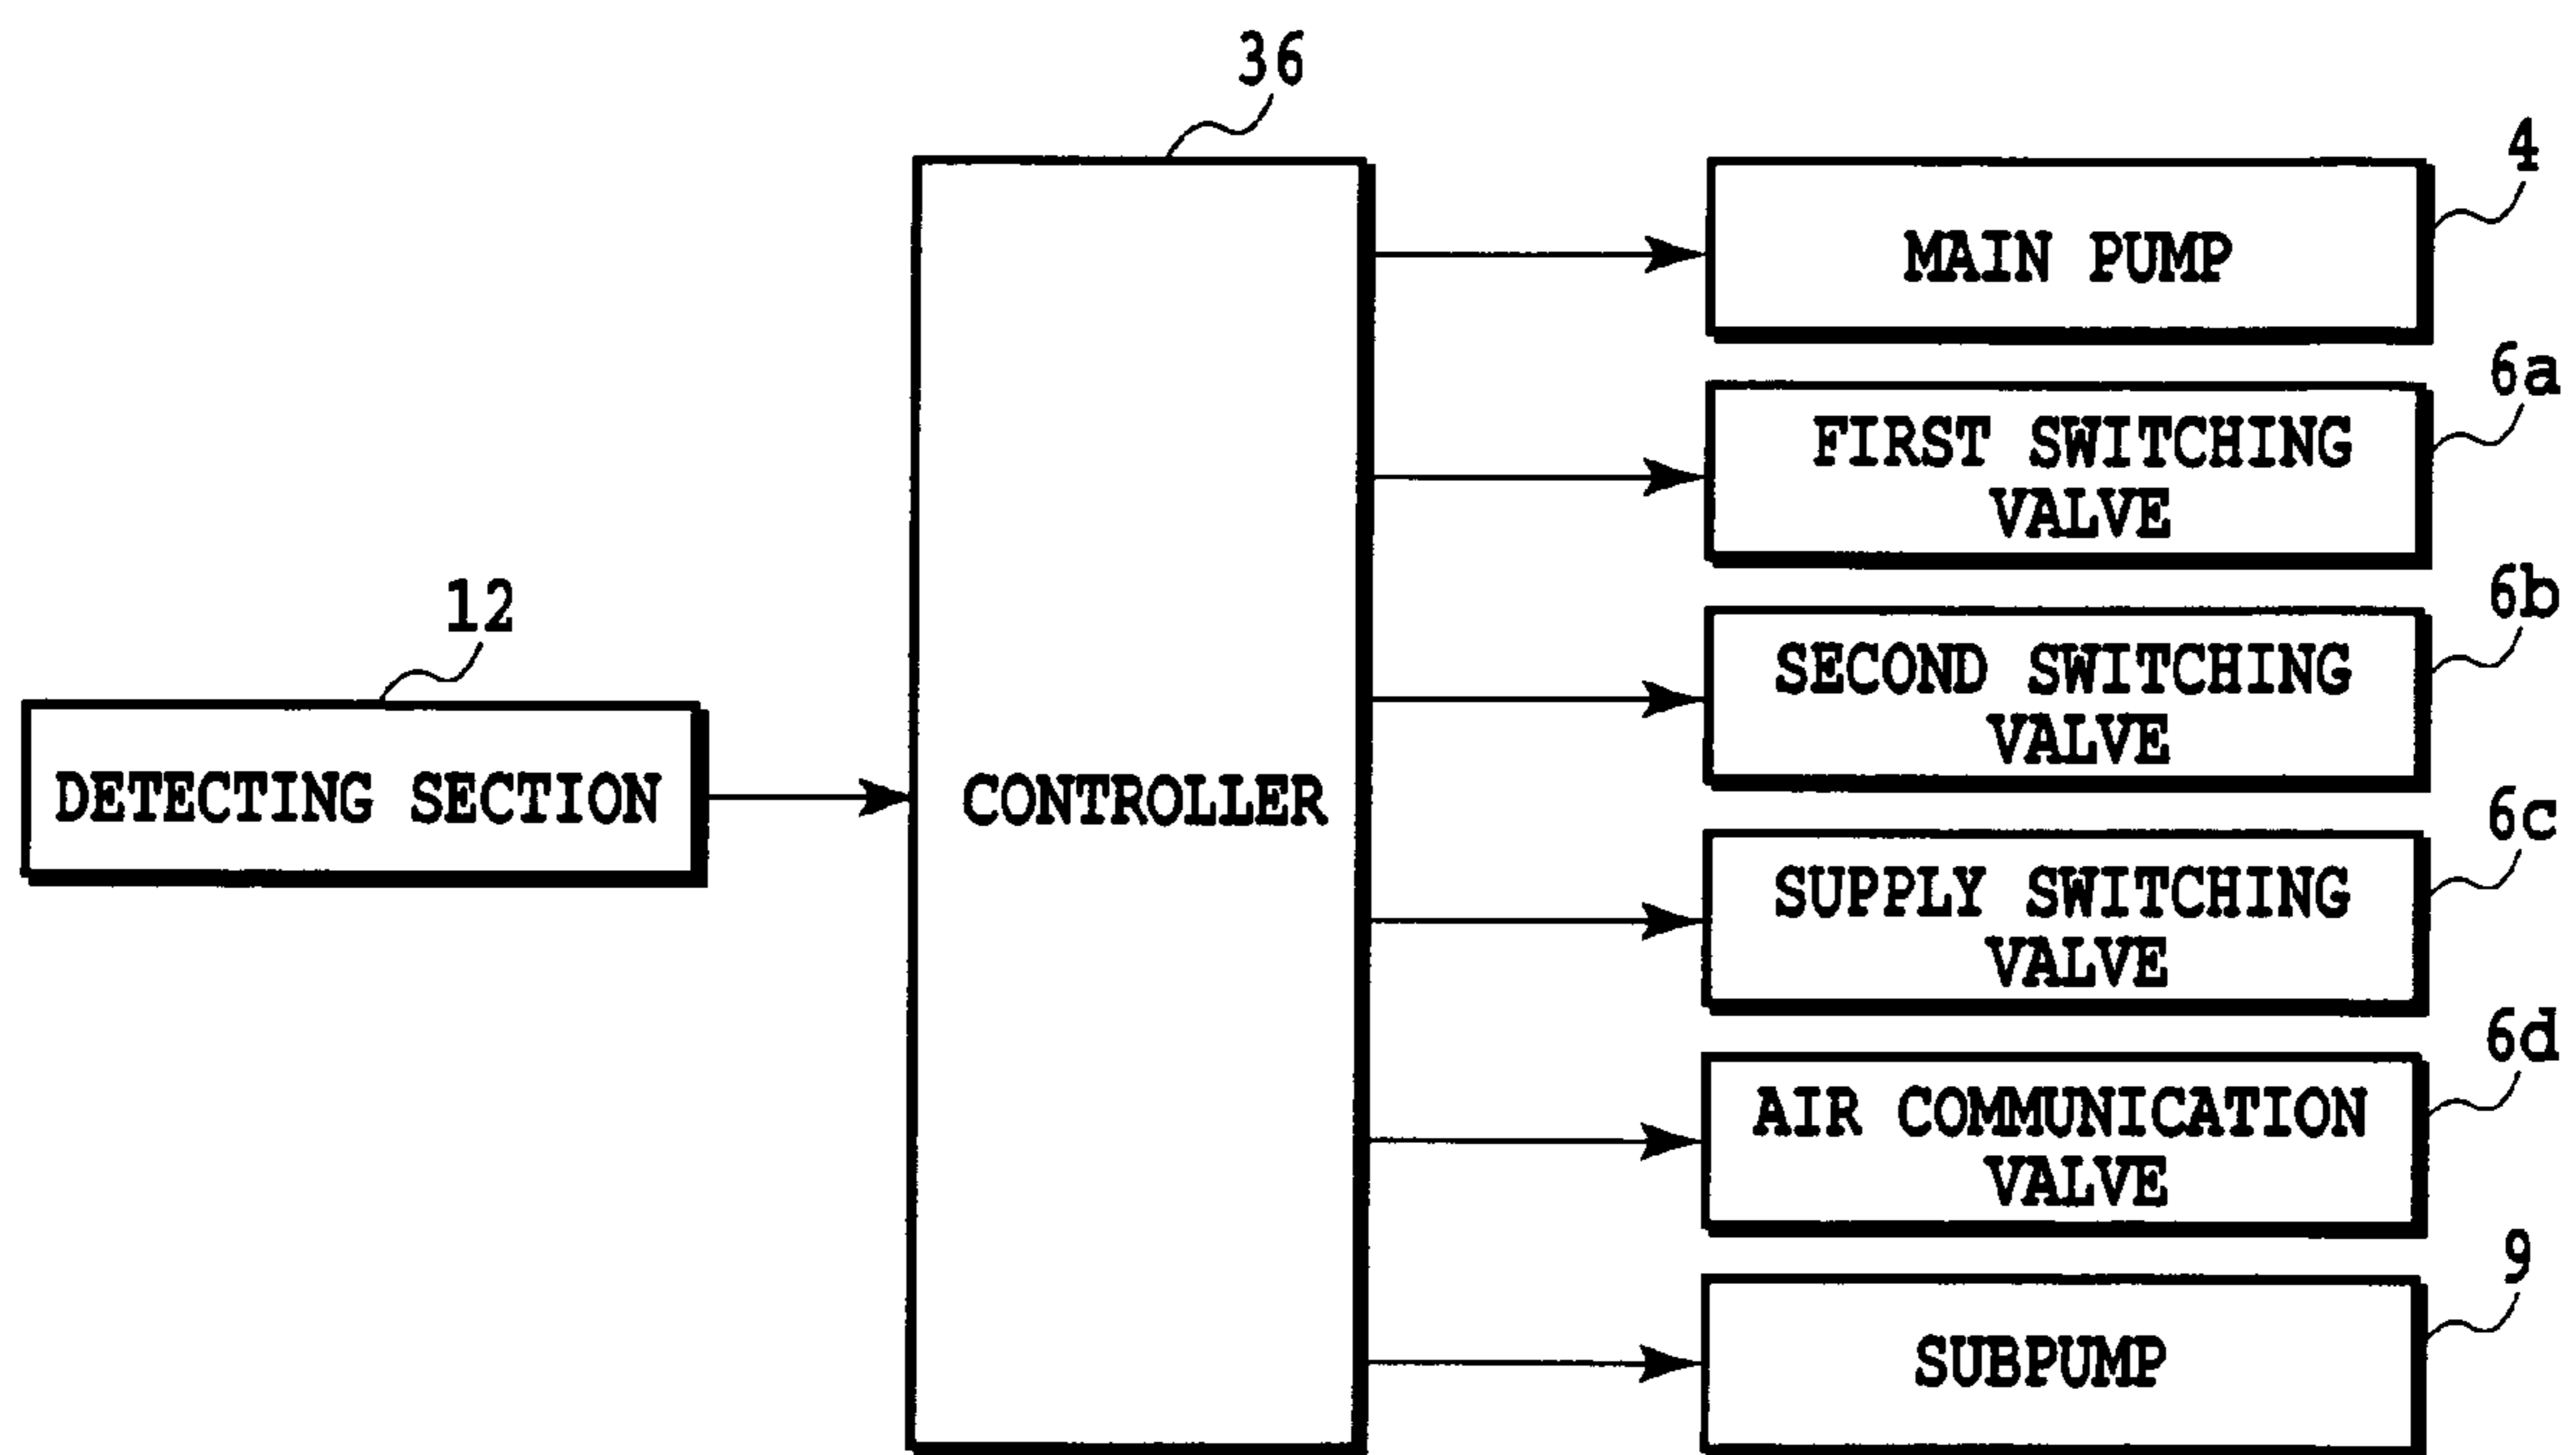 36
4
MAIN PUMP
6a
FIRST SWITCHING
VALVE
6b
SECOND SWITCHING
VALVE
12
DETECTING SECTION
CONTROLLER
6c
SUPPLY SWITCHING
VALVE
6d
AIR COMMUNICATION
VALVE
9
SUBPUMP